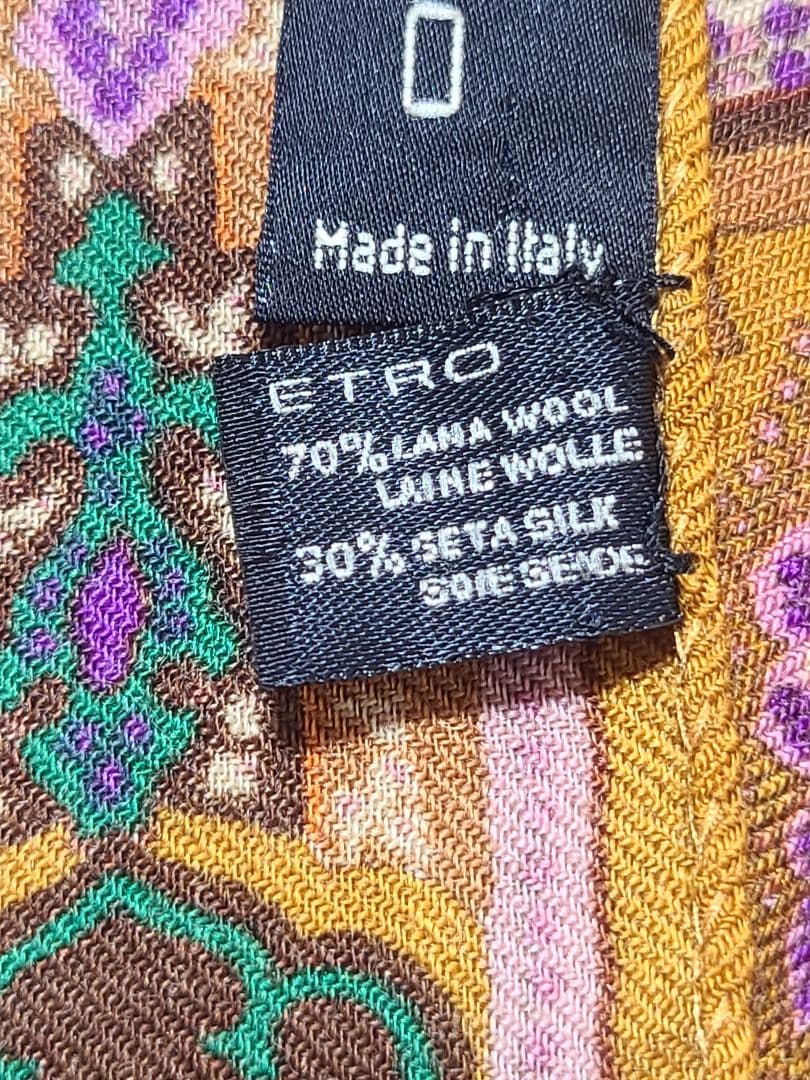 Made in Italy
ETRO
70% LANA WOOL
LAINE WOLLE
30% SETA SILK
SOIE SEIDE